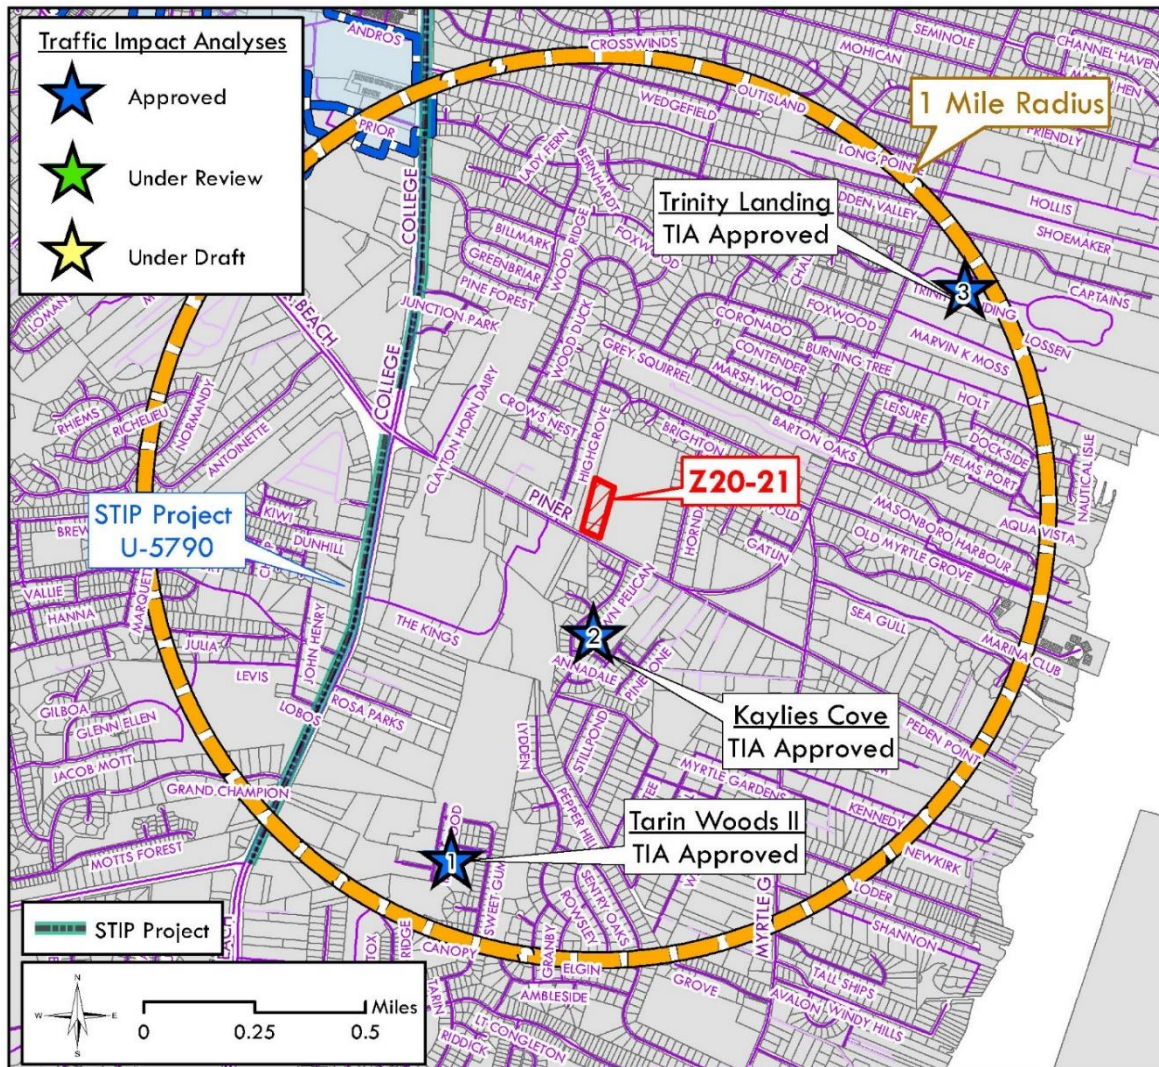 Traffic Impact Analyses
Approved
Under Review
Under Draft
1 Mile Radius
Trinity Landing
TIA Approved
3
Z20-21
STIP Project
U-5790
2
Kaylies Cove
TIA Approved
Tarin Woods II
TIA Approved
1
STIP Project
N
W E
S
Miles
0 0.25 0.5
ANDROS
CROSSWINDS
MOHICAN
SEMINOLE
CHANNEL HAVEN
OUTISLAND
WEDGEFIELD
PRIOR
FRIENDLY
LONG POINT
LADY FERN
BERNHARDT
HOLLIS
COLLEGE
BILLMARK
WOOD RIDGE
FOXWOOD
SHOEMAKER
GREENBRIAR
PINE FOREST
CAPTAINS
JUNCTION PARK
FOXWOOD
LOSSEN
MARVIN K MOSS
CORONADO
CONTENDER
BURNING TREE
WOOD DUCK
GREY SQUIRREL
MARSH WOOD
HOLT
NORMANDY
RHIEMS
RICHELIEU
ANTOINETTE
COLLEGE
CLAYTON HORN DAIRY
CROWS NEST
HIGHGROVE
BRIGHTON
BARTON OAKS
LEISURE
DOCKSIDE
HELMS PORT
NAUTICAL ISLE
PINER
AQUA VISTA
MASONBORO HARBOUR
OLD MYRTLE GROVE
GATUN
KIWI
DUNHILL
VALLIE
HANNA
JULIA
JOHN HENRY
THE KINGS
SEA GULL
MARINA CLUB
LEVIS
ANNADALE
GILBOA
GLENN ELLEN
LOBOS
ROSA PARKS
PEDEN POINT
JACOB MOTT
LYDDEN
STILLPOND
MYRTLE GARDENS
GRAND CHAMPION
PEPPER HILL
KENNEDY
MOTTS FOREST
NEWKIRK
LODER
SWEET GUM
SENTRY OAKS
ROWSLEY
GRANBY
SHANNON
CANOPY
ELGIN
RIDGE
GROVE
TALL SHIPS
TARIN
AMBLESIDE
AVALON
WINDY HILLS
LT CONGLETON
RIDDICK